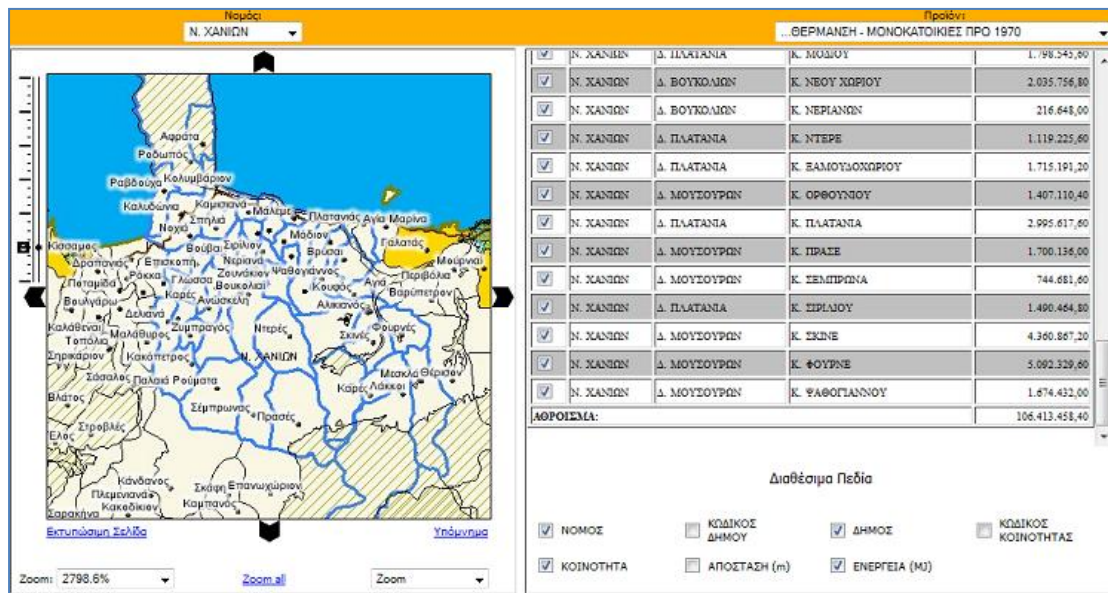 Νομός:
Ν. ΧΑΝΙΩΝ
Προϊόν:
...ΘΕΡΜΑΝΣΗ - ΜΟΝΟΚΑΤΟΙΚΙΕΣ ΠΡΟ 1970
Αφράτα
Ροδωπός
Ραβδούχα Κολυμβάριον
Καλυδώνια Καμισιανά Μάλεμε Πλατανιάς Αγία Μαρίνα
Νοχιά Σπηλιά Μόδιον Γαλατάς
Κίσσαμος Βούβαι Σιρίλιον Βρύσαι Μουρνιαί
Δραπανιάς Επισκοπή Νεριανά Ψαθογιάννος Περιβόλια
Ποταμίδα Ρόκκα Γλώσσα Ζουνάκιον Κουφός Αγιά Βαρύπετρον
Βουλγάρω Καρές Ανώσκελη Βουκολιαί Αλικιανός
Καλάθεναι Δελιανά Ζυμπραγός Ντερές Σκινές Φουρνές
Τοπόλια Μαλάθυρος
Σηρικάριον Κακόπετρος Ν. ΧΑΝΙΩΝ Μεσκλά Θέρισον
Σάσαλος Παλαιά Ρούματα Καρές Λάκκοι
Βλάτος Σέμπρωνας Πρασές
Στροβλές
Έλος
Κάνδανος Σκάφη Επανωχώριον
Πλεμενιανά
Κακοδίκιον Καμπανός
Σαρακήνα
Εκτυπώσιμη Σελίδα Υπόμνημα
Zoom: 2798.6% Zoom all Zoom
Ν. ΧΑΝΙΩΝ Δ. ΠΛΑΤΑΝΙΑ Κ. ΜΟΔΙΟΥ 1.798.545,60
Ν. ΧΑΝΙΩΝ Δ. ΒΟΥΚΟΛΙΩΝ Κ. ΝΕΟΥ ΧΩΡΙΟΥ 2.035.756,80
Ν. ΧΑΝΙΩΝ Δ. ΒΟΥΚΟΛΙΩΝ Κ. ΝΕΡΙΑΝΩΝ 216.648,00
Ν. ΧΑΝΙΩΝ Δ. ΠΛΑΤΑΝΙΑ Κ. ΝΤΕΡΕ 1.119.225,60
Ν. ΧΑΝΙΩΝ Δ. ΠΛΑΤΑΝΙΑ Κ. ΞΑΜΟΥΔΟΧΩΡΙΟΥ 1.715.191,20
Ν. ΧΑΝΙΩΝ Δ. ΜΟΥΣΟΥΡΩΝ Κ. ΟΡΘΟΥΝΙΟΥ 1.407.110,40
Ν. ΧΑΝΙΩΝ Δ. ΠΛΑΤΑΝΙΑ Κ. ΠΛΑΤΑΝΙΑ 2.995.617,60
Ν. ΧΑΝΙΩΝ Δ. ΜΟΥΣΟΥΡΩΝ Κ. ΠΡΑΣΕ 1.700.136,00
Ν. ΧΑΝΙΩΝ Δ. ΜΟΥΣΟΥΡΩΝ Κ. ΣΕΜΠΡΩΝΑ 744.681,60
Ν. ΧΑΝΙΩΝ Δ. ΠΛΑΤΑΝΙΑ Κ. ΣΙΡΙΛΙΟΥ 1.490.464,80
Ν. ΧΑΝΙΩΝ Δ. ΜΟΥΣΟΥΡΩΝ Κ. ΣΚΙΝΕ 4.360.867,20
Ν. ΧΑΝΙΩΝ Δ. ΜΟΥΣΟΥΡΩΝ Κ. ΦΟΥΡΝΕ 5.092.329,60
Ν. ΧΑΝΙΩΝ Δ. ΜΟΥΣΟΥΡΩΝ Κ. ΨΑΘΟΓΙΑΝΝΟΥ 1.674.432,00
ΑΘΡΟΙΣΜΑ: 106.413.458,40
Διαθέσιμα Πεδία
ΝΟΜΟΣ ΚΩΔΙΚΟΣ ΔΗΜΟΥ ΔΗΜΟΣ ΚΩΔΙΚΟΣ ΚΟΙΝΟΤΗΤΑΣ
ΚΟΙΝΟΤΗΤΑ ΑΠΟΣΤΑΣΗ (m) ΕΝΕΡΓΕΙΑ (MJ)